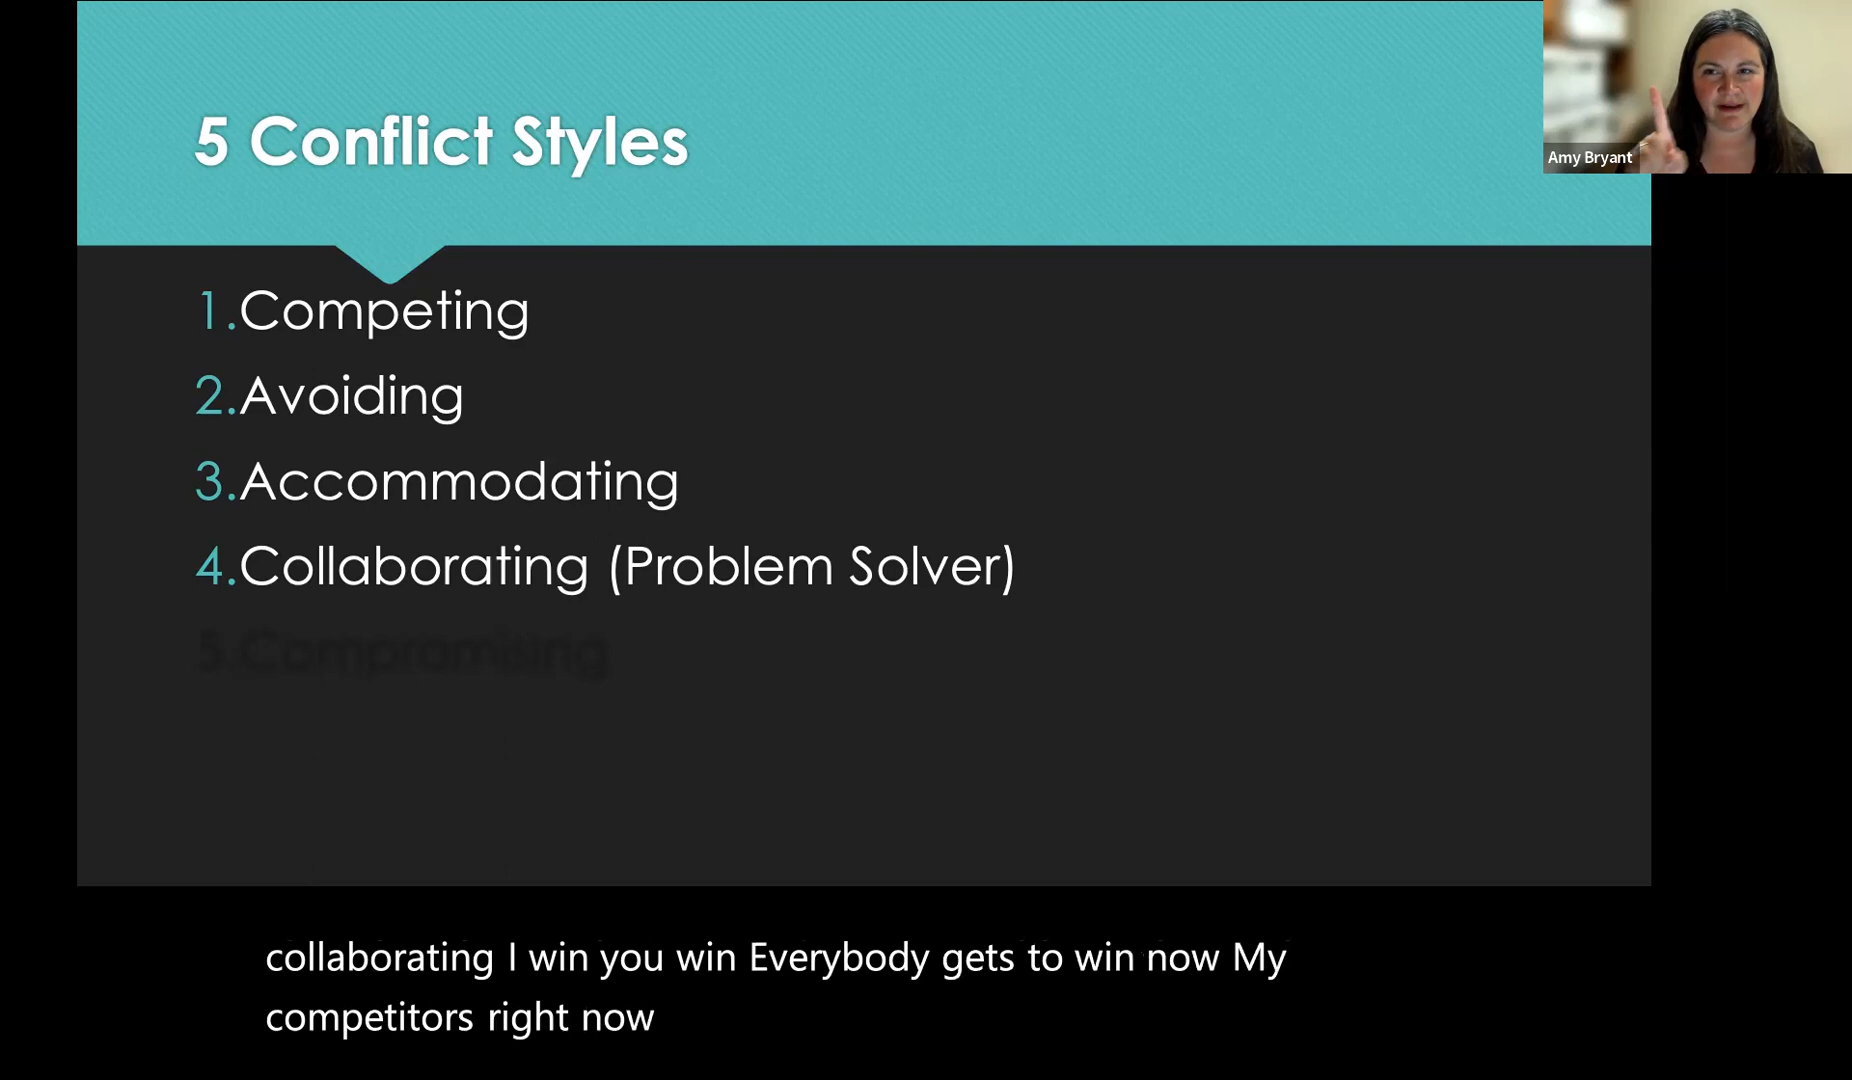 5 Conflict Styles
Amy Bryant
1.Competing
2.Avoiding
3.Accommodating
4.Collaborating (Problem Solver)
5.Compromising
collaborating I win you win Everybody gets to win now My
competitors right now